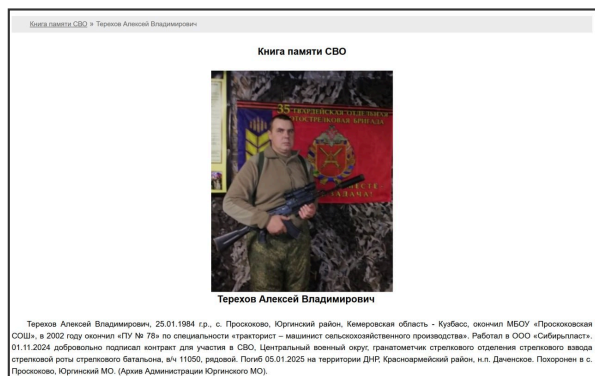 Книга памяти СВО » Терехов Алексей Владимирович
Книга памяти СВО
35 ГВАРДЕЙСКАЯ ОТДЕЛЬНАЯ
МОТОСТРЕЛКОВАЯ БРИГАДА
Терехов Алексей Владимирович
Терехов Алексей Владимирович, 25.01.1984 г.р., с. Проскоково, Юргинский район, Кемеровская область - Кузбасс, окончил МБОУ «Проскоковская
СОШ», в 2002 году окончил «ПУ № 78» по специальности «тракторист – машинист сельскохозяйственного производства». Работал в ООО «Сибирьпласт».
01.11.2024 добровольно подписал контракт для участия в СВО, Центральный военный округ, гранатометчик стрелкового отделения стрелкового взвода
стрелковой роты стрелкового батальона, в/ч 11050, рядовой. Погиб 05.01.2025 на территории ДНР, Красноармейский район, н.п. Даченское. Похоронен в с.
Проскоково, Юргинский МО. (Архив Администрации Юргинского МО).